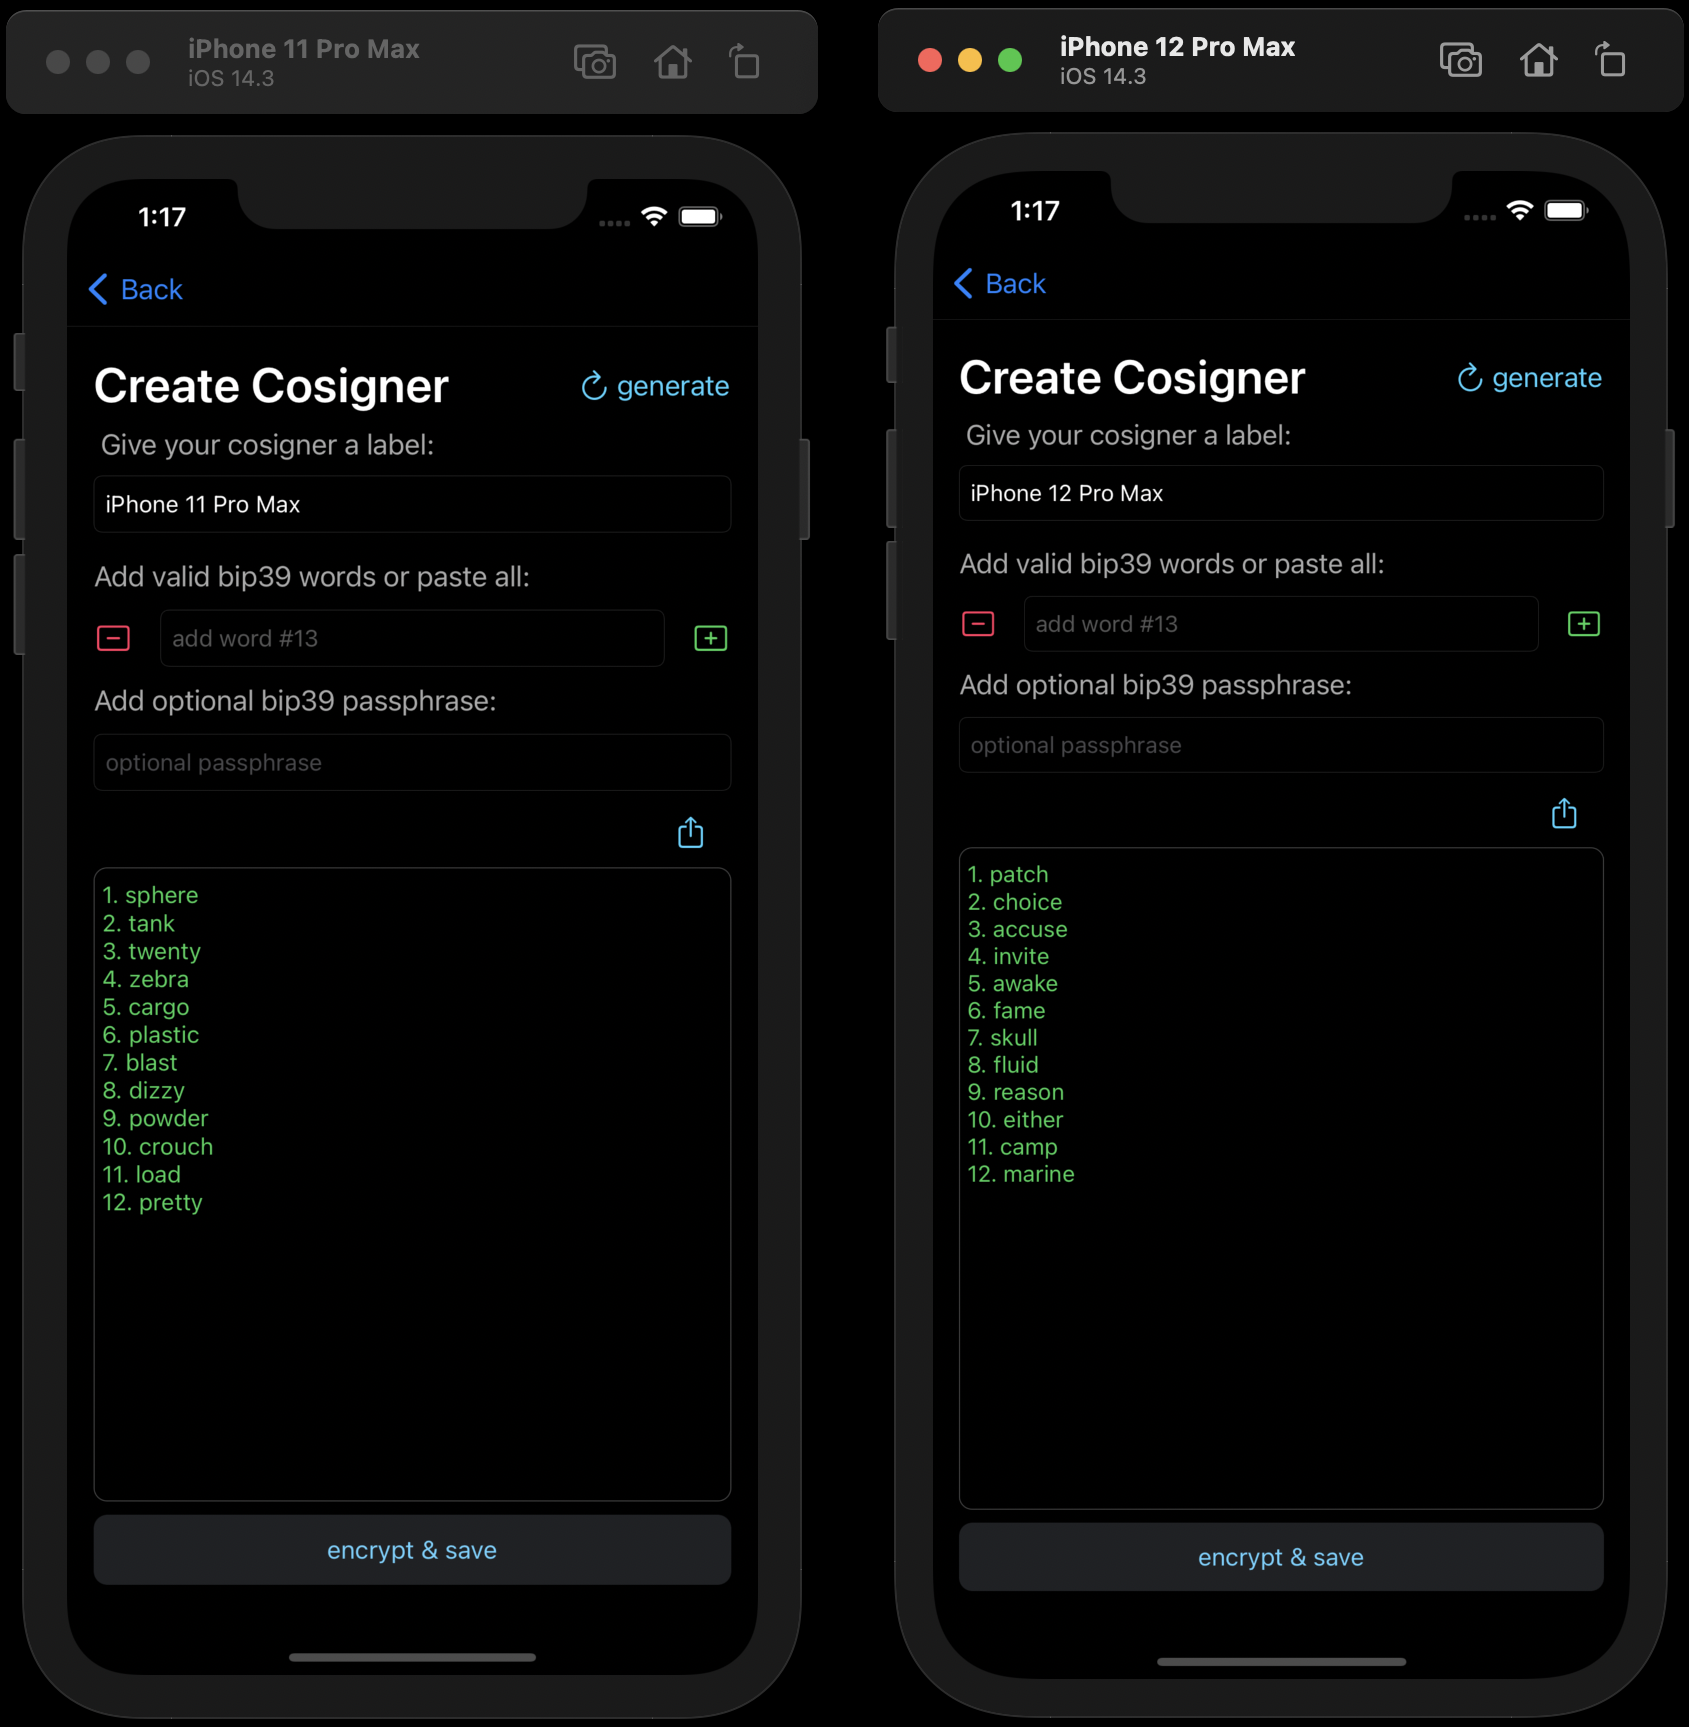 iPhone 11 Pro Max
iOS 14.3
1:17
Back
Create Cosigner
generate
Give your cosigner a label:
iPhone 11 Pro Max
Add valid bip39 words or paste all:
add word #13
Add optional bip39 passphrase:
optional passphrase
1. sphere
2. tank
3. twenty
4. zebra
5. cargo
6. plastic
7. blast
8. dizzy
9. powder
10. crouch
11. load
12. pretty
encrypt & save
iPhone 12 Pro Max
iOS 14.3
1:17
Back
Create Cosigner
generate
Give your cosigner a label:
iPhone 12 Pro Max
Add valid bip39 words or paste all:
add word #13
Add optional bip39 passphrase:
optional passphrase
1. patch
2. choice
3. accuse
4. invite
5. awake
6. fame
7. skull
8. fluid
9. reason
10. either
11. camp
12. marine
encrypt & save